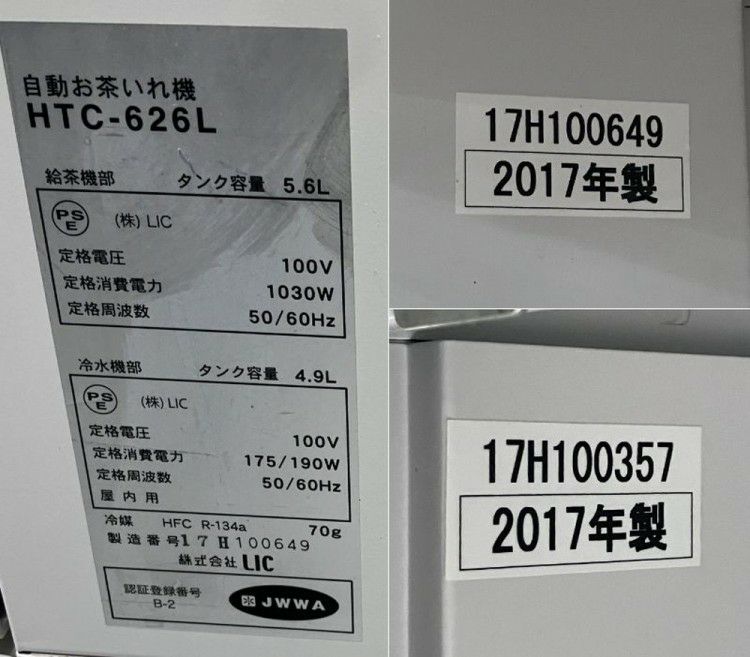 自動お茶いれ機
HTC-626L
給茶機部 タンク容量 5.6L
PSE (株) LIC
定格電圧 100V
定格消費電力 1030W
定格周波数 50/60Hz
冷水機部 タンク容量 4.9L
PSE (株) LIC
定格電圧 100V
定格消費電力 175/190W
定格周波数 50/60Hz
屋内用
冷媒 HFC R-134a 70g
製造番号17H100649
株式会社 LIC
認証登録番号
B-2
JWWA
17H100649
2017年製
17H100357
2017年製